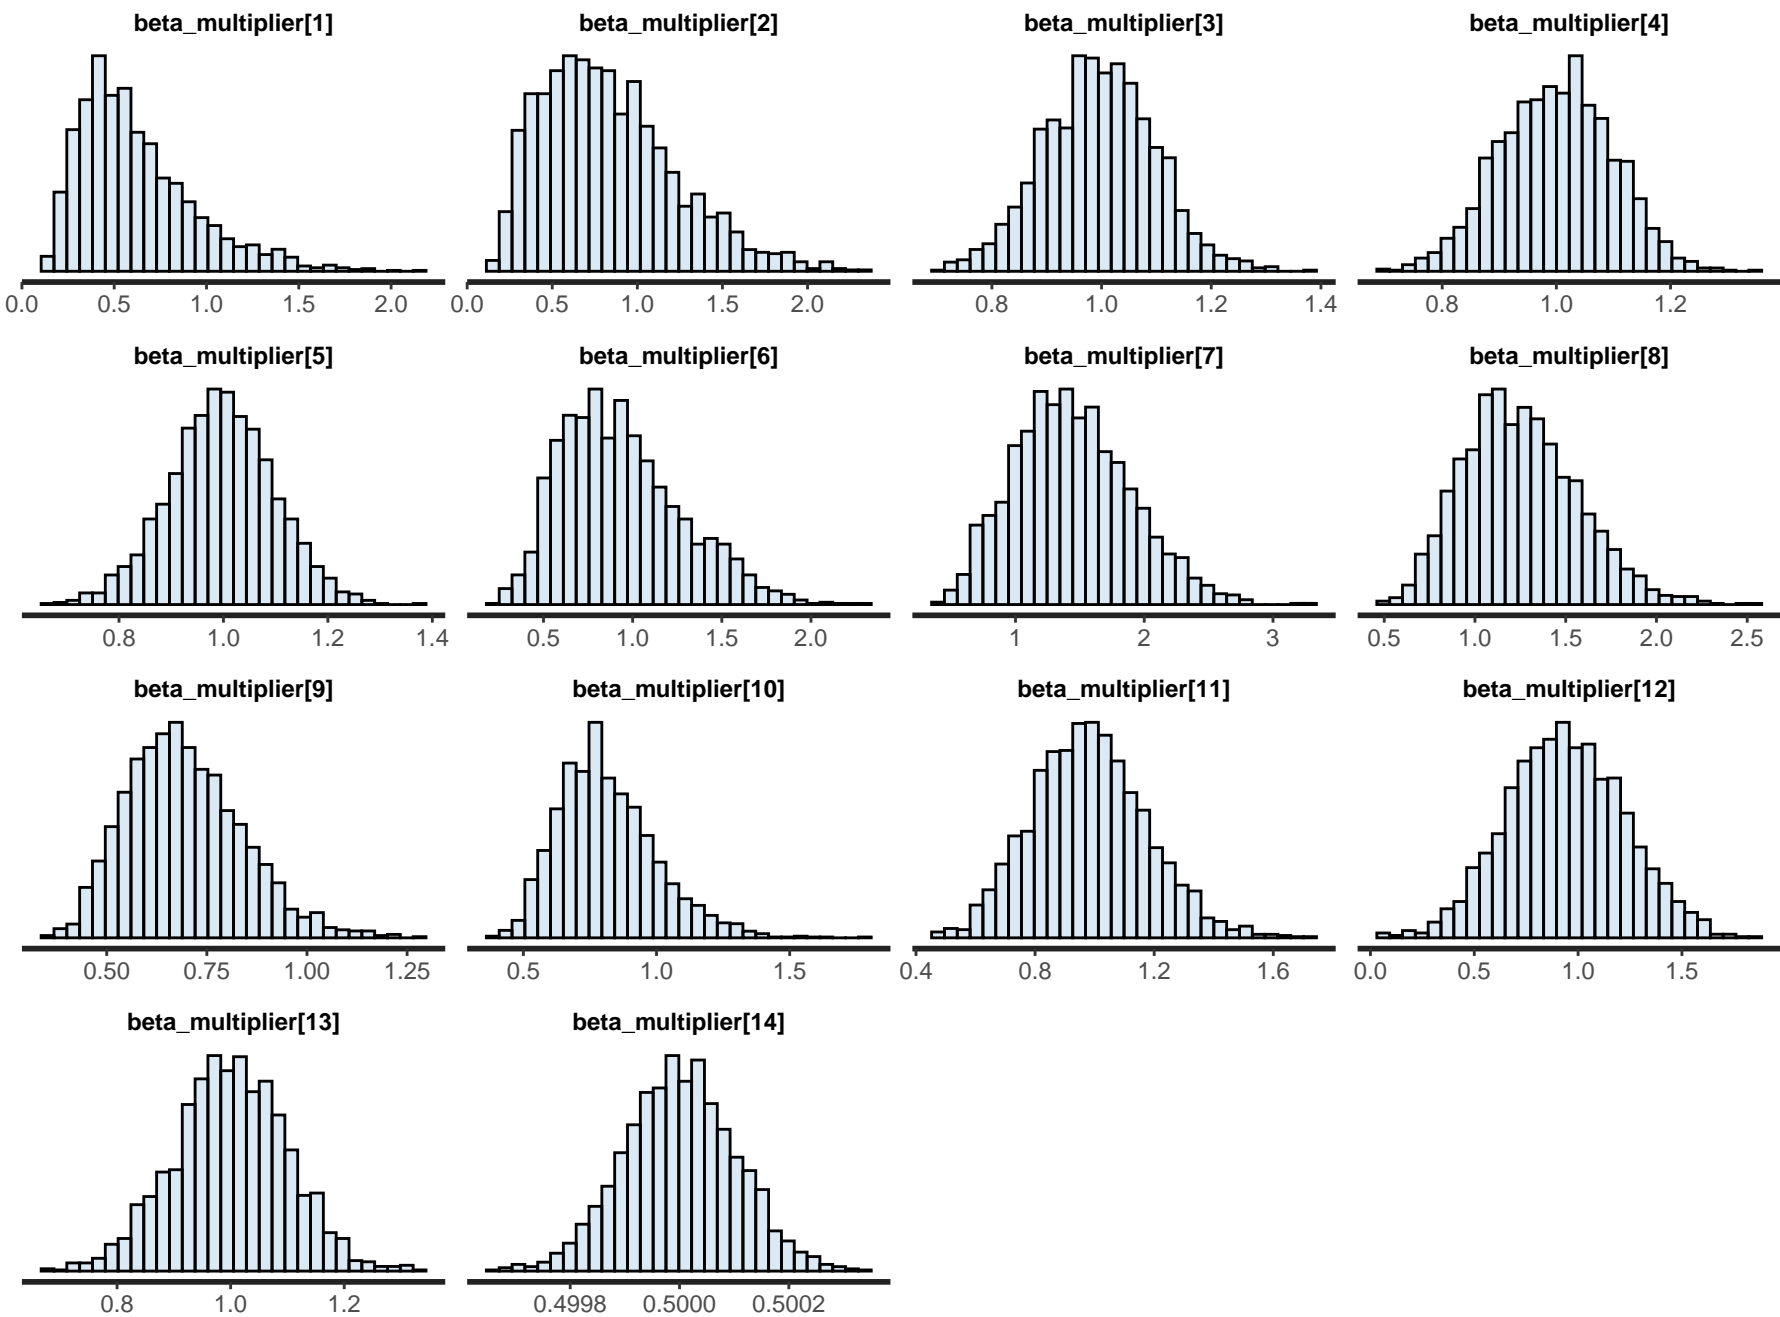 beta_multiplier[1] beta_multiplier[2] beta_multiplier[3] beta_multiplier[4]
0.0 0.5 1.0 1.5 2.0 0.0 0.5 1.0 1.5 2.0 0.8 1.0 1.2 1.4 0.8 1.0 1.2
beta_multiplier[5] beta_multiplier[6] beta_multiplier[7] beta_multiplier[8]
0.8 1.0 1.2 1.4 0.5 1.0 1.5 2.0 1 2 3 0.5 1.0 1.5 2.0 2.5
beta_multiplier[9] beta_multiplier[10] beta_multiplier[11] beta_multiplier[12]
0.50 0.75 1.00 1.25 0.5 1.0 1.5 0.4 0.8 1.2 1.6 0.0 0.5 1.0 1.5
beta_multiplier[13] beta_multiplier[14]
0.8 1.0 1.2 0.4998 0.5000 0.5002